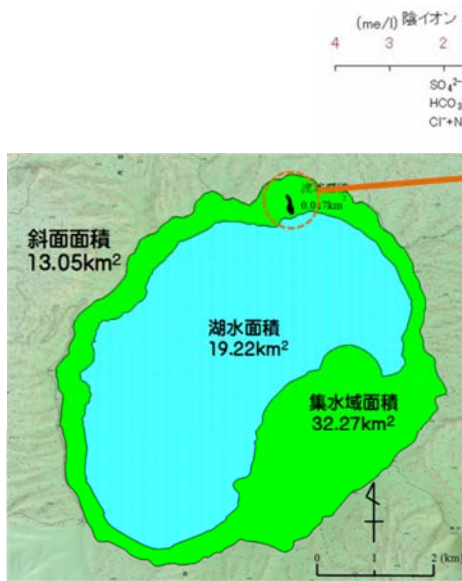 (me/l) 陰イオン
4 3 2
SO₄²⁻
HCO₃
Cl⁻+N
0.017km²
斜面面積
13.05km²
湖水面積
19.22km²
集水域面積
32.27km²
0 1 2 (km)